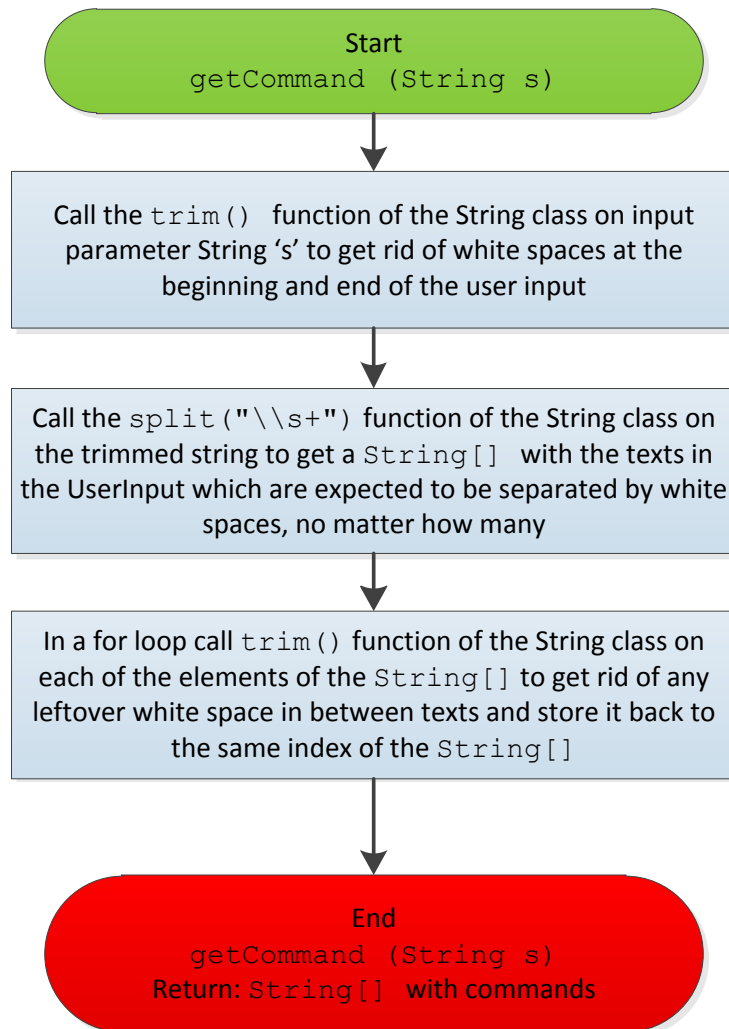 Start
getCommand (String s)
Call the trim() function of the String class on input
parameter String ‘s’ to get rid of white spaces at the
beginning and end of the user input
Call the split("\\s+") function of the String class on
the trimmed string to get a String[] with the texts in
the UserInput which are expected to be separated by white
spaces, no matter how many
In a for loop call trim() function of the String class on
each of the elements of the String[] to get rid of any
leftover white space in between texts and store it back to
the same index of the String[]
End
getCommand (String s)
Return: String[] with commands